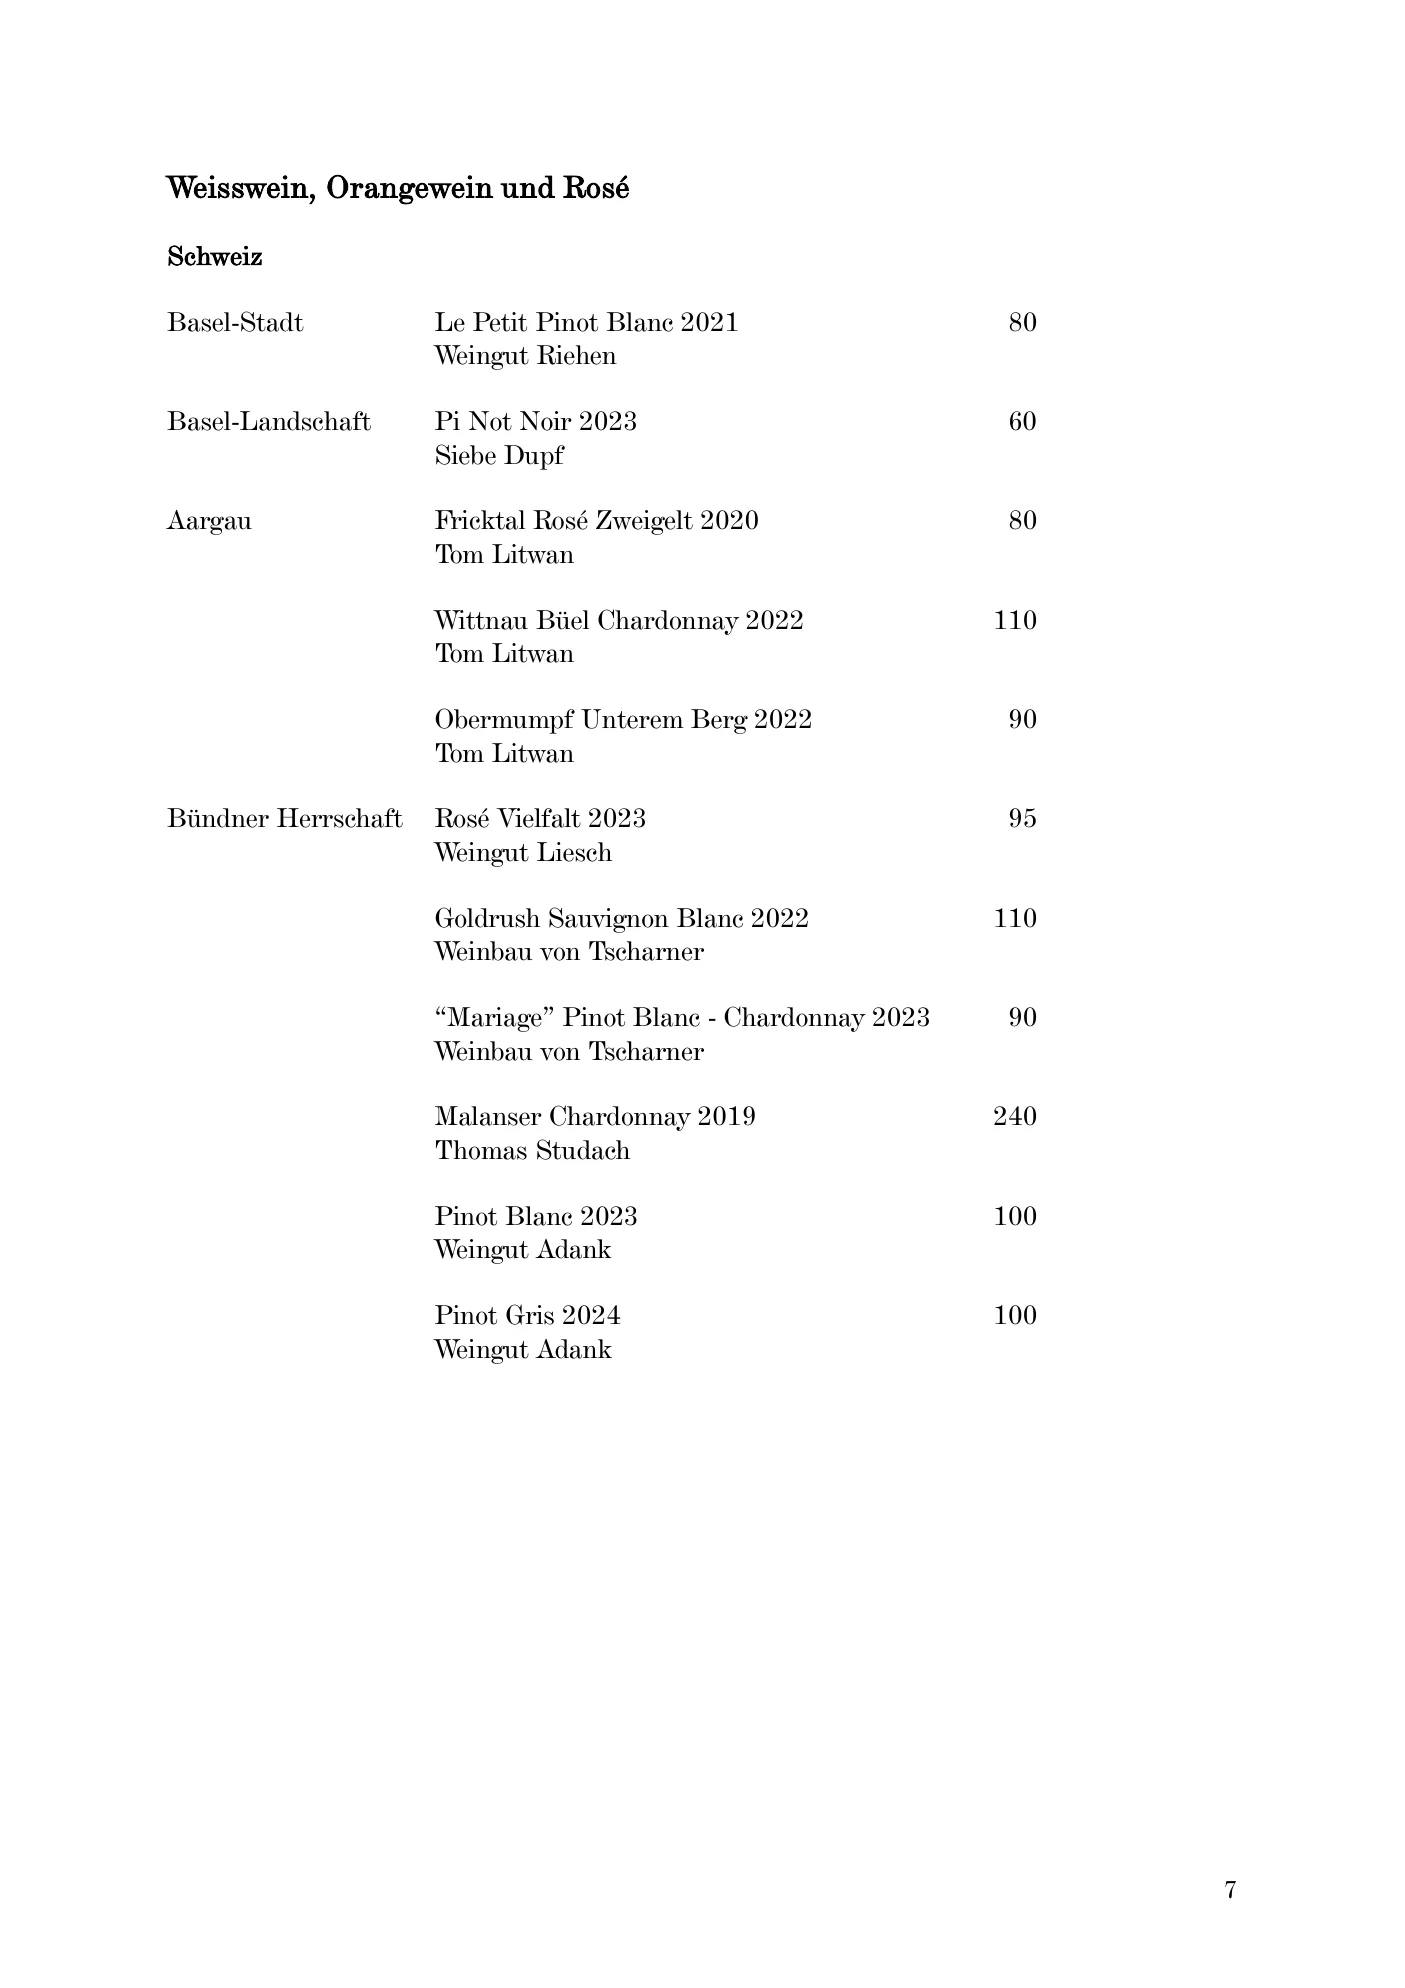 Weisswein, Orangewein und Rosé
Schweiz
Basel-Stadt Le Petit Pinot Blanc 2021 80
Weingut Riehen
Basel-Landschaft Pi Not Noir 2023 60
Siebe Dupf
Aargau Fricktal Rosé Zweigelt 2020 80
Tom Litwan
Wittnau Büel Chardonnay 2022 110
Tom Litwan
Obermumpf Unterem Berg 2022 90
Tom Litwan
Bündner Herrschaft Rosé Vielfalt 2023 95
Weingut Liesch
Goldrush Sauvignon Blanc 2022 110
Weinbau von Tscharner
“Mariage” Pinot Blanc - Chardonnay 2023 90
Weinbau von Tscharner
Malanser Chardonnay 2019 240
Thomas Studach
Pinot Blanc 2023 100
Weingut Adank
Pinot Gris 2024 100
Weingut Adank
7